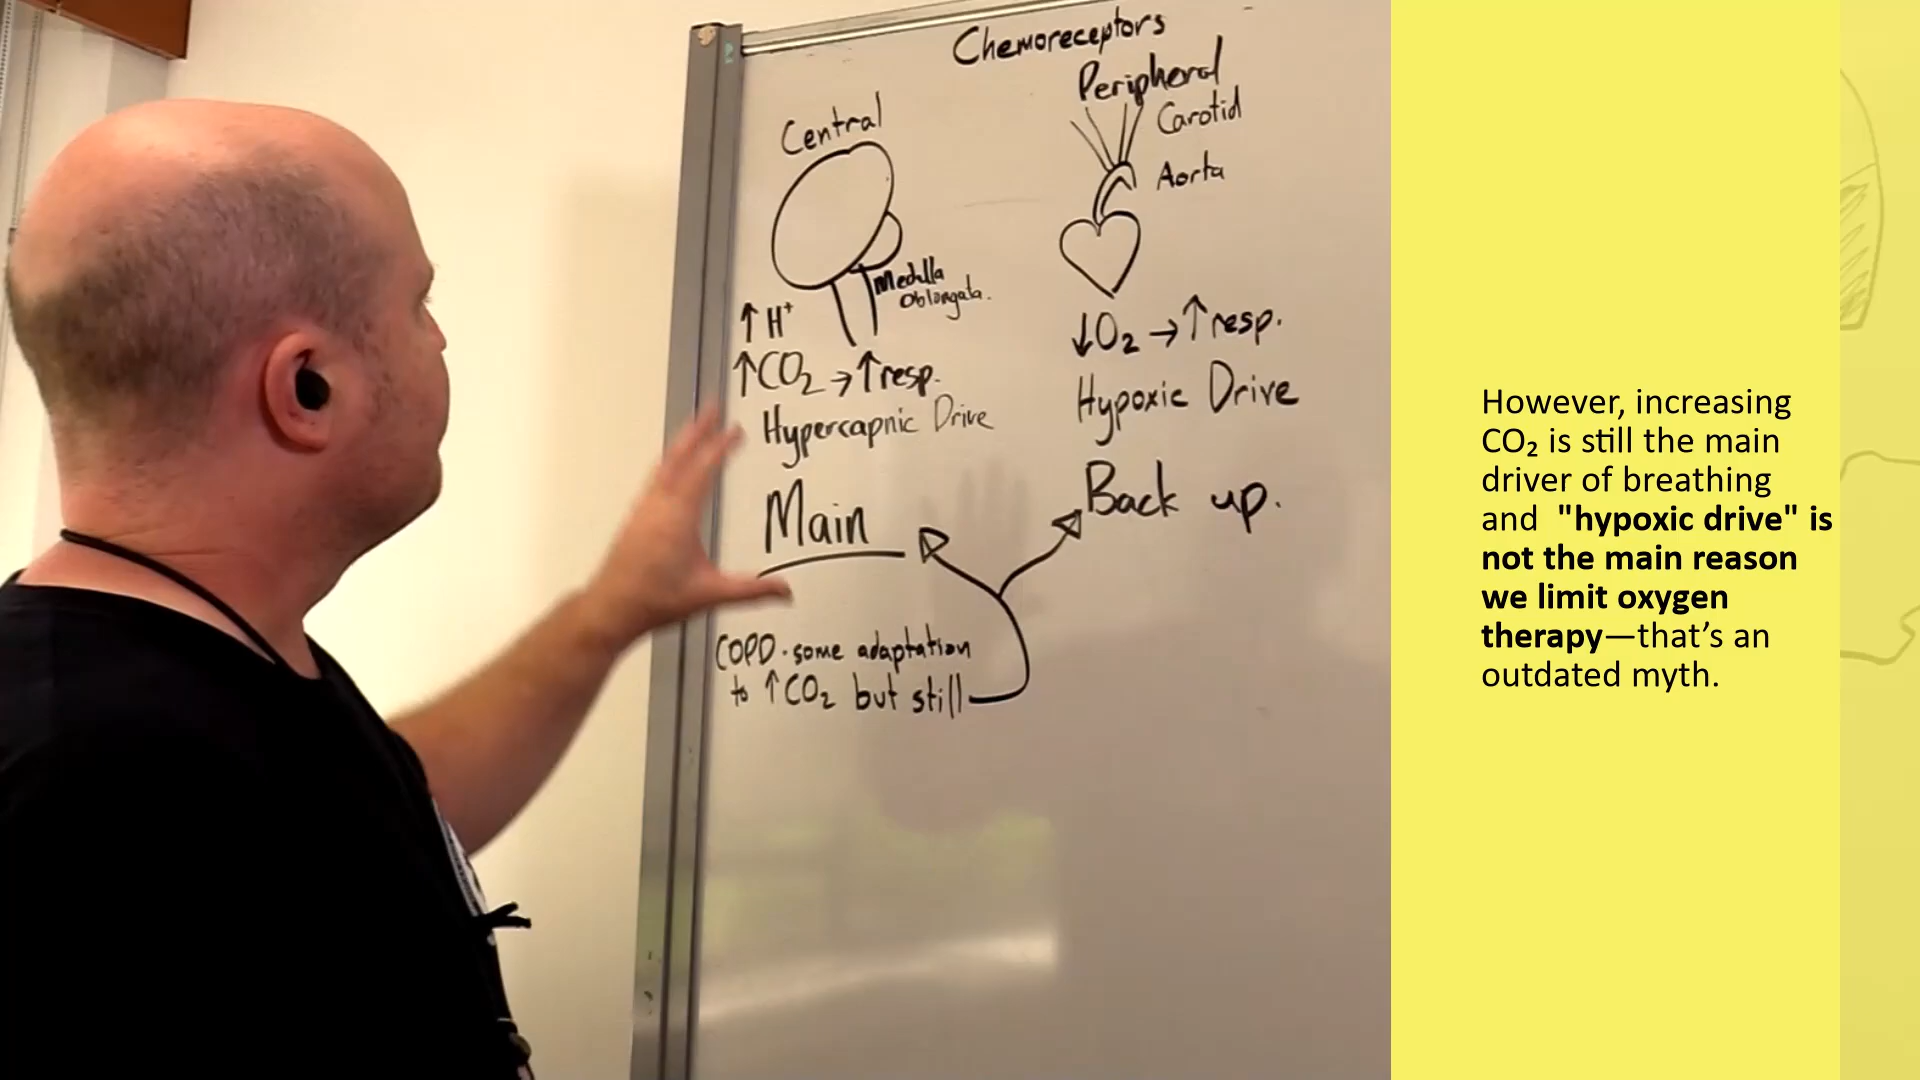 Chemoreceptors
Central
Medulla
Oblongata.
↑H⁺
↑CO₂→↑resp.
Hypercapnic Drive
Main
Peripheral
Carotid
Aorta
↓O₂→↑resp.
Hypoxic Drive
Back up.
COPD・some adaptation
to ↑CO₂ but still
However, increasing
CO₂ is still the main
driver of breathing
and "hypoxic drive" is
not the main reason
we limit oxygen
therapy—that's an
outdated myth.